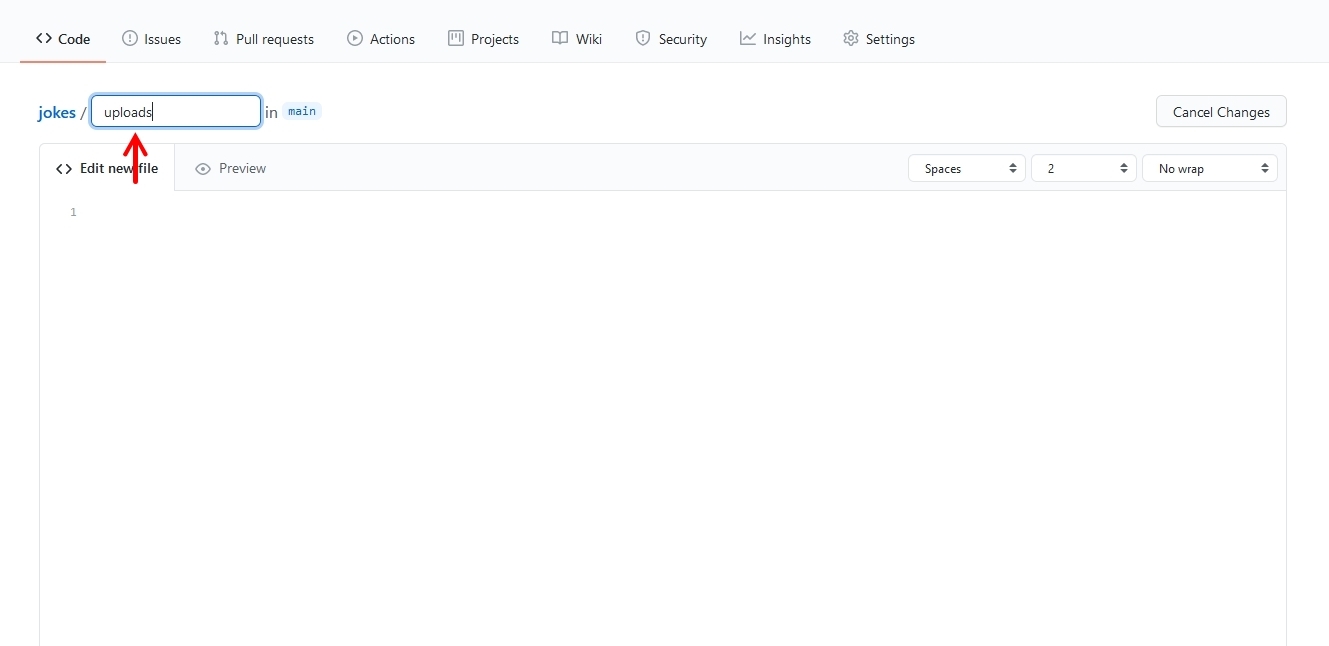 Code Issues Pull requests Actions Projects Wiki Security Insights Settings
jokes / uploads in main Cancel Changes
Edit new file Preview Spaces 2 No wrap
1